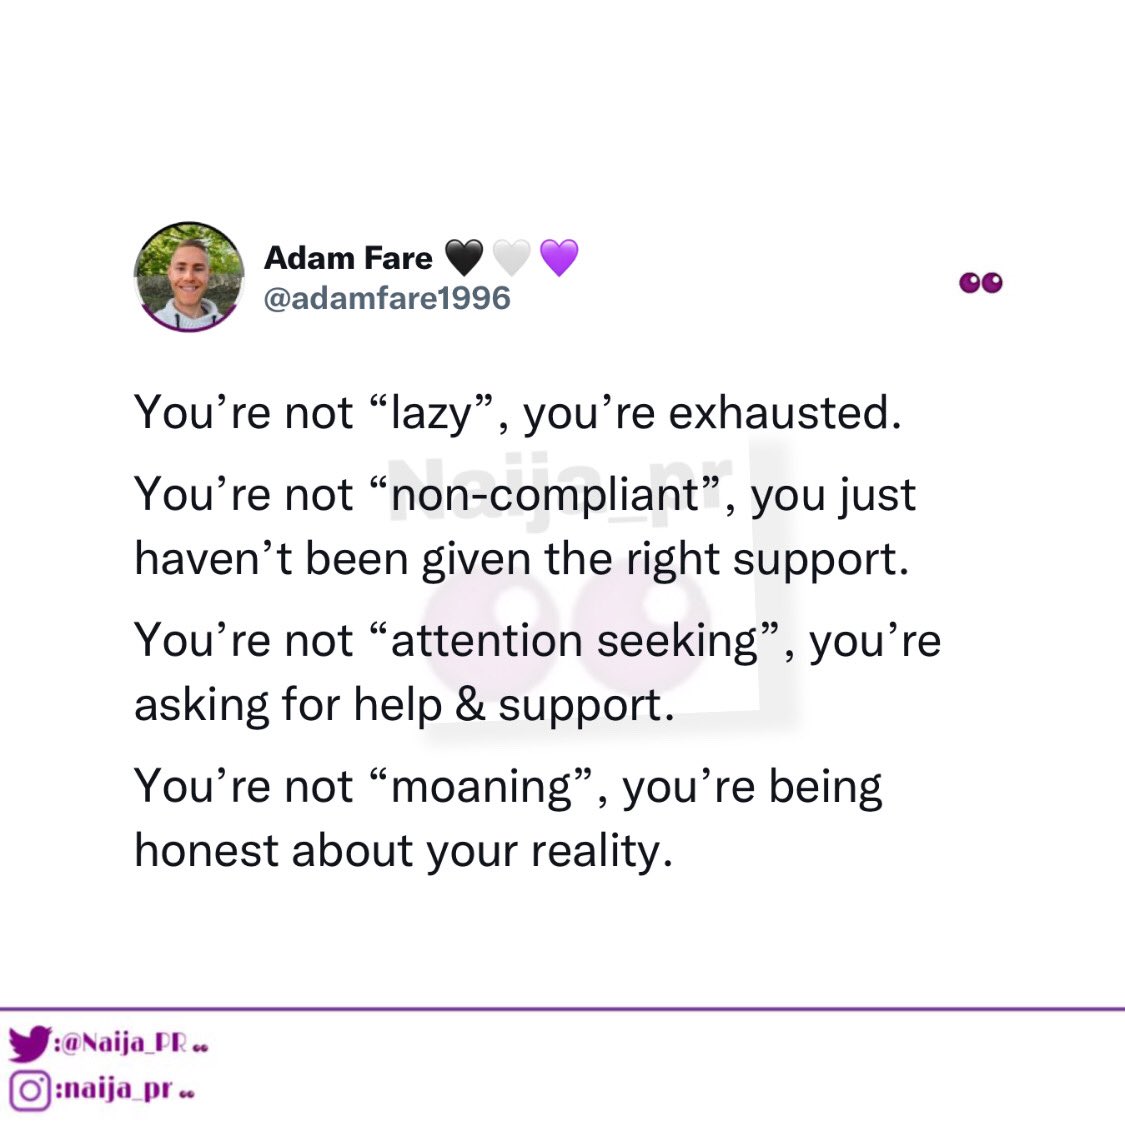 Adam Fare 🖤🤍💜
@adamfare1996
You’re not “lazy”, you’re exhausted.
Naija_pr
You’re not “non-compliant”, you just
haven’t been given the right support.
You’re not “attention seeking”, you’re
asking for help & support.
You’re not “moaning”, you’re being
honest about your reality.
:@Naija_PR
:naija_pr